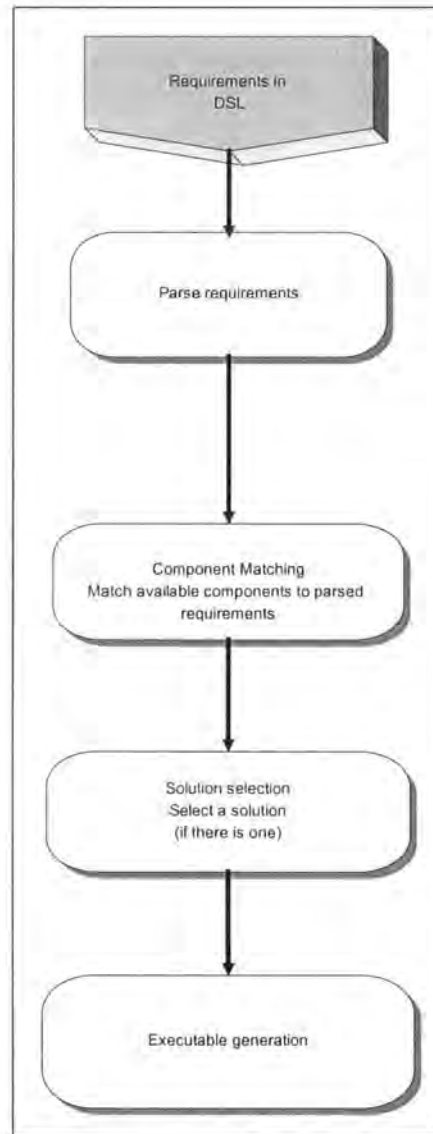 Requirements in
DSL
Parse requirements
Component Matching
Match available components to parsed
requirements
Solution selection
Select a solution
(if there is one)
Executable generation